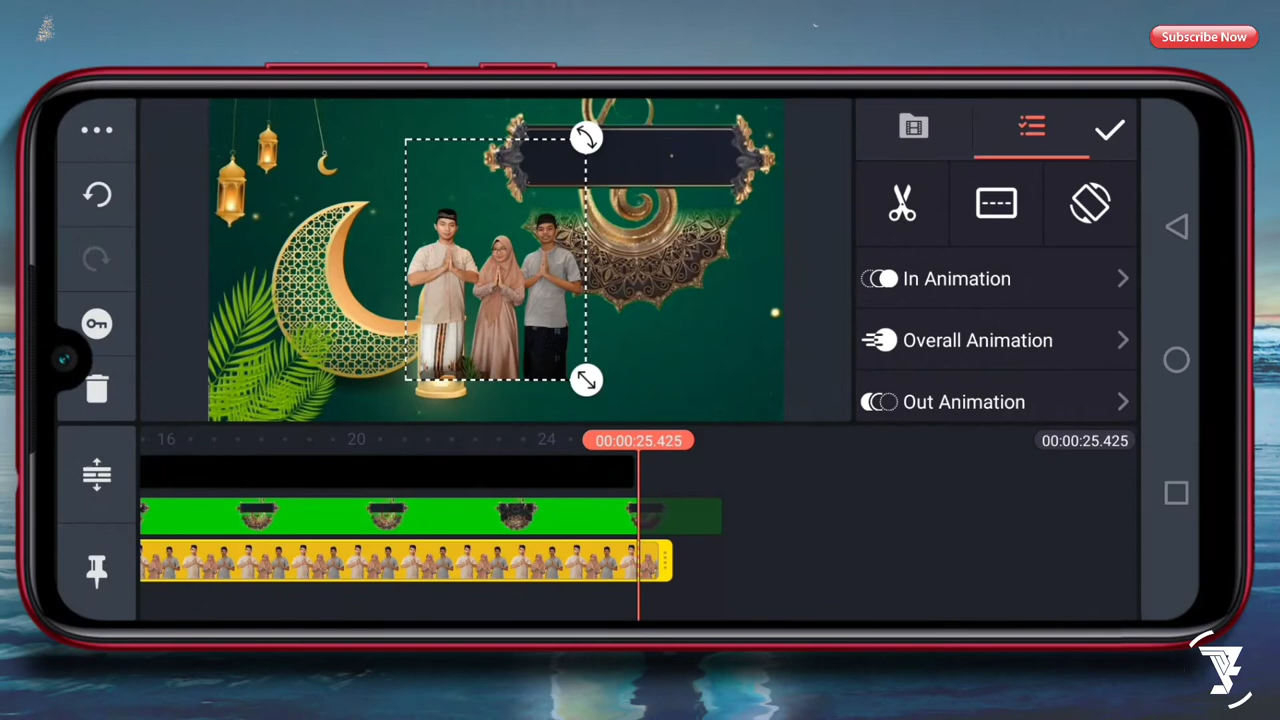 Subscribe Now
In Animation
Overall Animation
Out Animation
16
20
24
00:00:25.425
00:00:25.425